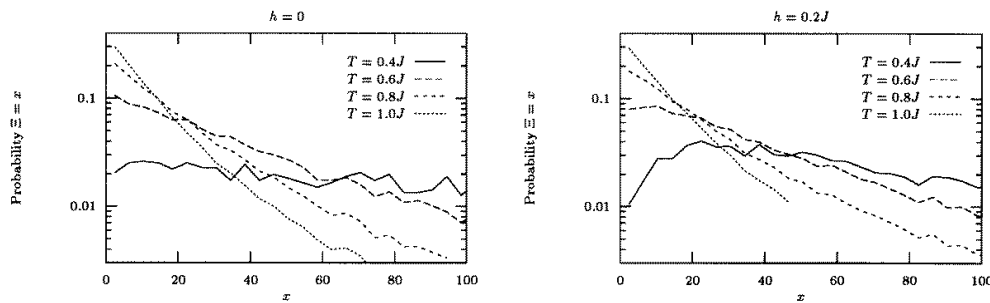 h = 0
Probability Ξ = x
0.1
0.01
T = 0.4J
T = 0.6J
T = 0.8J
T = 1.0J
0 20 40 60 80 100
x
h = 0.2J
Probability Ξ = x
0.1
0.01
T = 0.4J
T = 0.6J
T = 0.8J
T = 1.0J
0 20 40 60 80 100
x